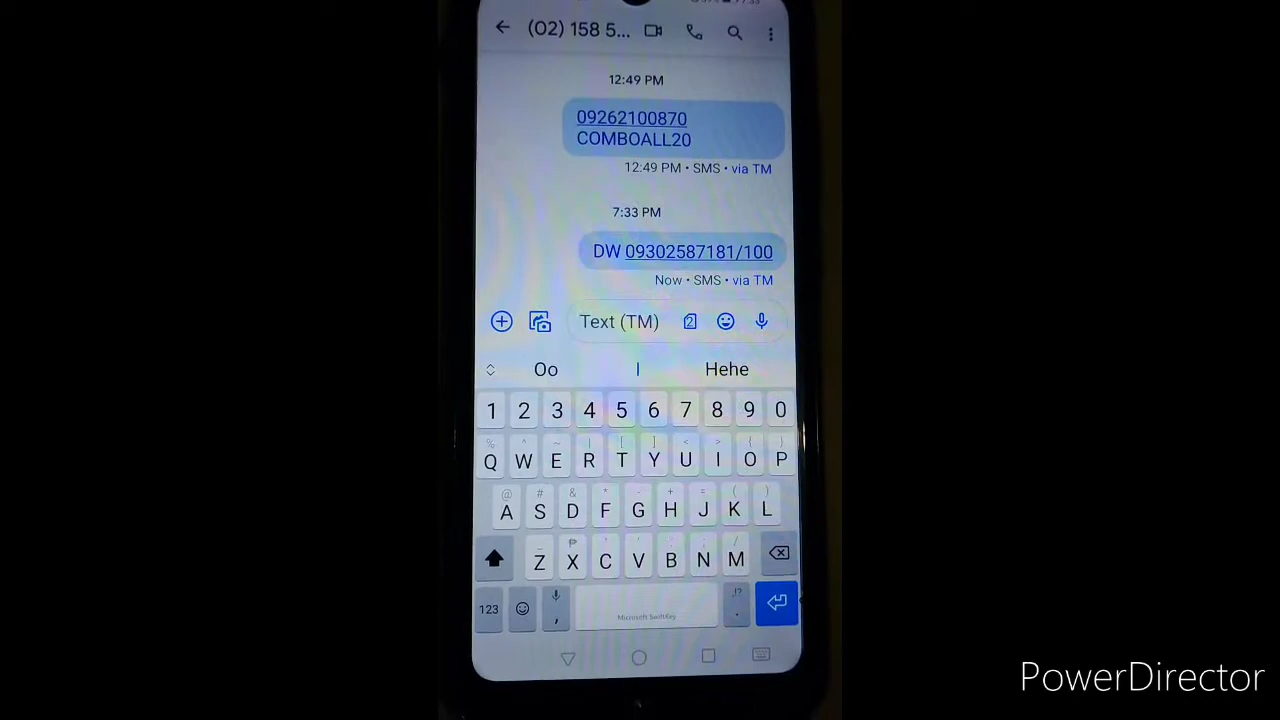 (02) 158 5...
12:49 PM
09262100870
COMBOALL20
12:49 PM • SMS • via TM
7:33 PM
DW 09302587181/100
Now • SMS • via TM
Text (TM) 2
Oo I Hehe
1 2 3 4 5 6 7 8 9 0
% ^ ~ | [ ] < > { }
Q W E R T Y U I O P
@ # & * - + = ( )
A S D F G H J K L
Z X C V B N M
123 , Microsoft SwiftKey .
PowerDirector